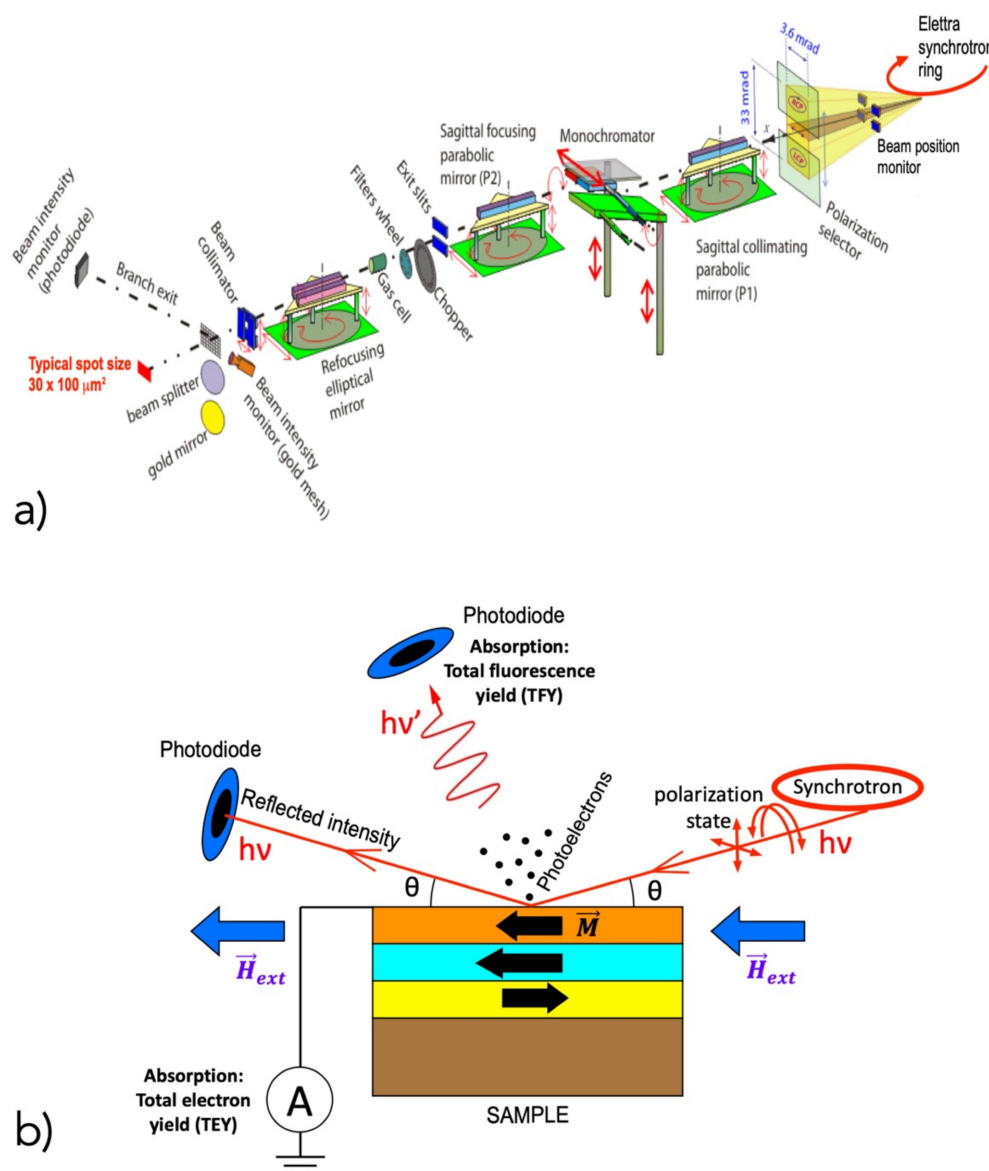 Elettra
synchrotron
ring
3.6 mrad
33 mrad
RCP
LCP
x
Beam position
monitor
Polarization
selector
Monochromator
Sagittal focusing
parabolic
mirror (P2)
Sagittal collimating
parabolic
mirror (P1)
Exit slits
Filters wheel
Chopper
Gas cell
Beam
collimator
Refocusing
elliptical
mirror
Beam intensity
monitor
(photodiode)
Branch exit
Typical spot size
30 x 100 μm²
beam splitter
gold mirror
Beam intensity
monitor (gold mesh)
a)
Photodiode
Absorption:
Total fluorescence
yield (TFY)
hν'
Photodiode
Reflected intensity
hν
Photoelectrons
polarization
state
Synchrotron
hν
θ
θ
M
H ext
H ext
Absorption:
Total electron
yield (TEY)
A
SAMPLE
b)